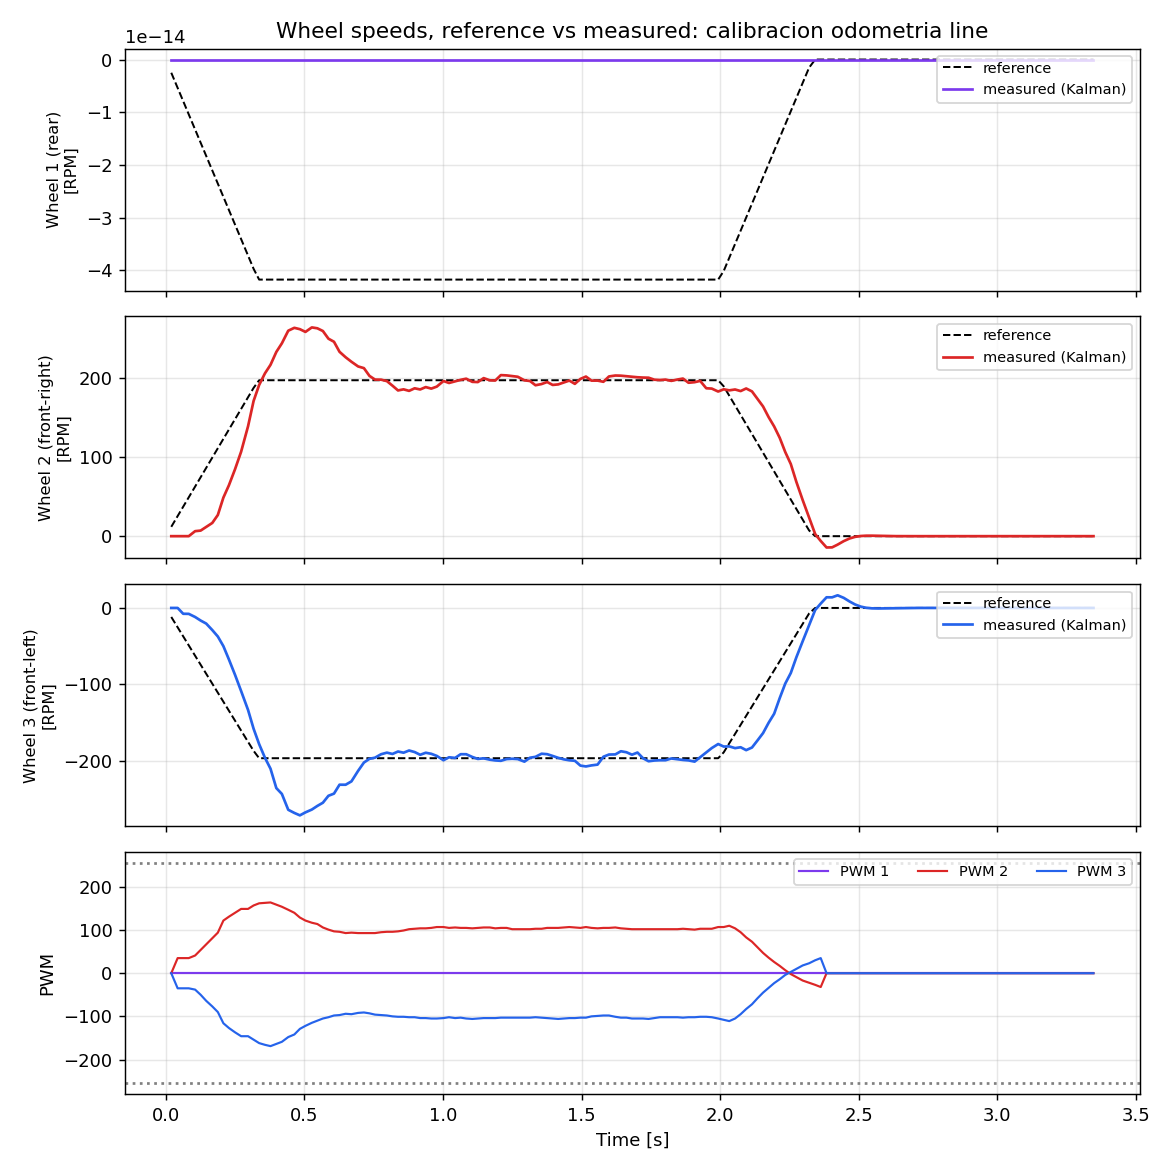 Wheel speeds, reference vs measured: calibracion odometria line
1e−14
Wheel 1 (rear)
[RPM]
0
−1
−2
−3
−4
reference
measured (Kalman)
Wheel 2 (front-right)
[RPM]
200
100
0
reference
measured (Kalman)
Wheel 3 (front-left)
[RPM]
0
−100
−200
reference
measured (Kalman)
PWM
200
100
0
−100
−200
PWM 1 PWM 2 PWM 3
0.0 0.5 1.0 1.5 2.0 2.5 3.0 3.5
Time [s]